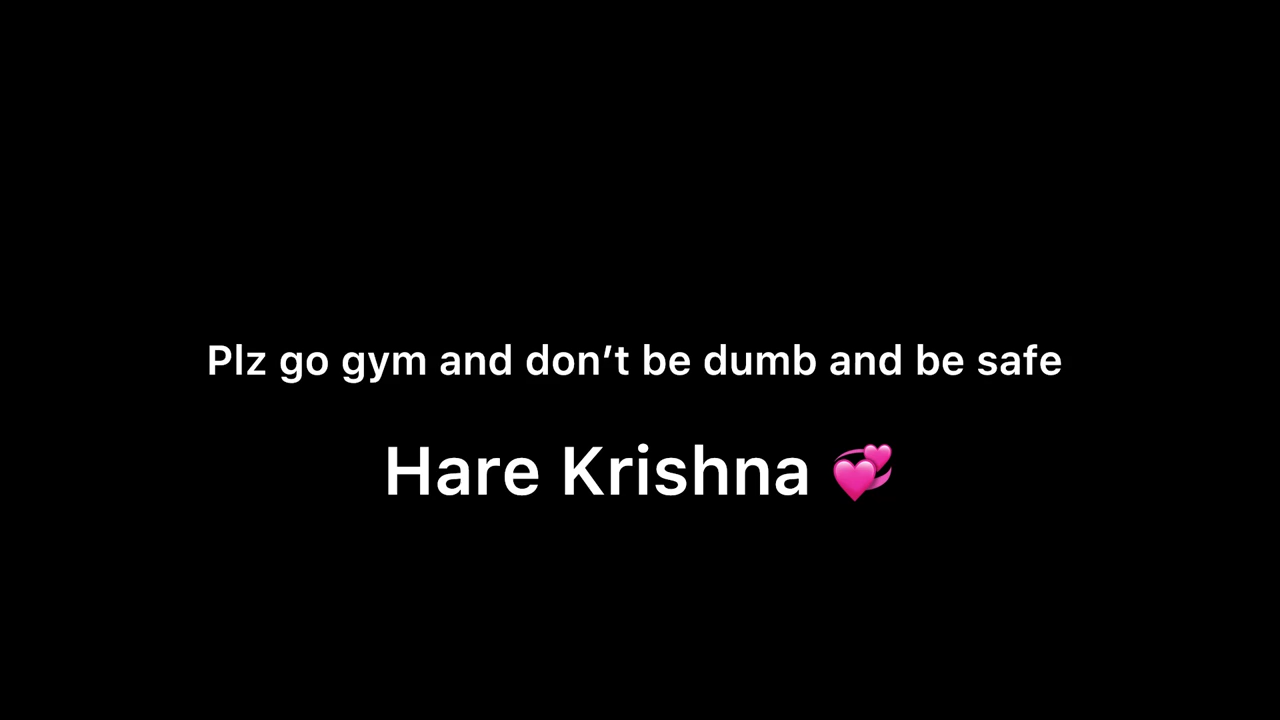 Plz go gym and don’t be dumb and be safe
Hare Krishna 💞